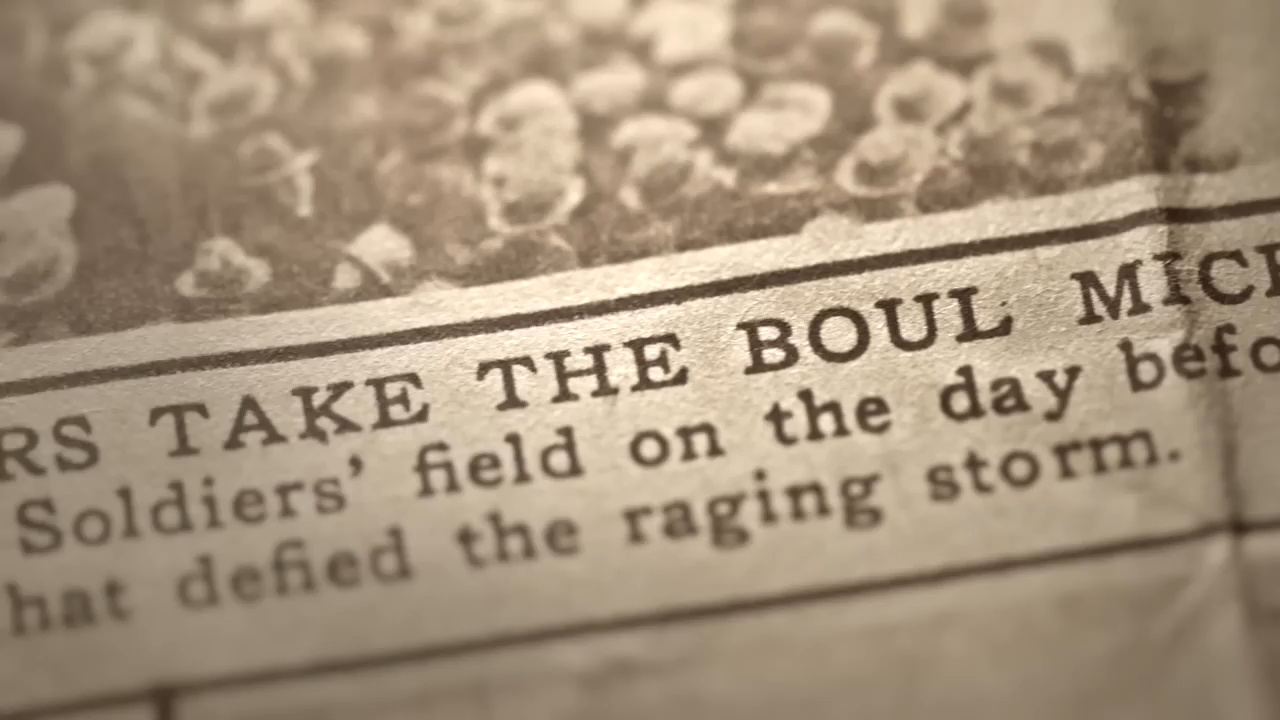 RS TAKE THE BOUL MICH
Soldiers' field on the day befo
hat defied the raging storm.